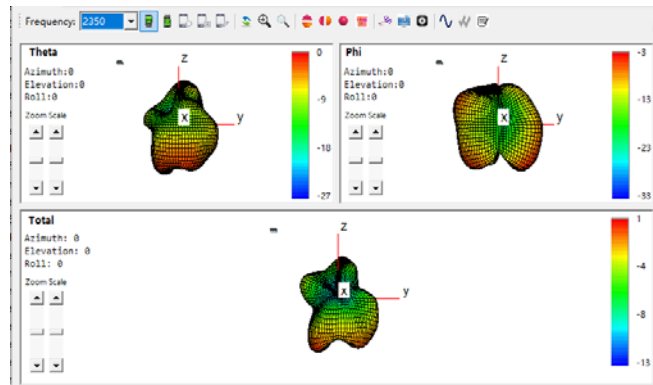 Frequency: 2350
Theta
Azimuth:0
Elevation:0
Roll:0
Zoom Scale
z
y
x
0
-9
-18
-27
Phi
Azimuth:0
Elevation:0
Roll:0
Zoom Scale
z
y
x
-3
-13
-23
-33
Total
Azimuth: 0
Elevation: 0
Roll: 0
Zoom Scale
z
y
x
1
-4
-8
-13